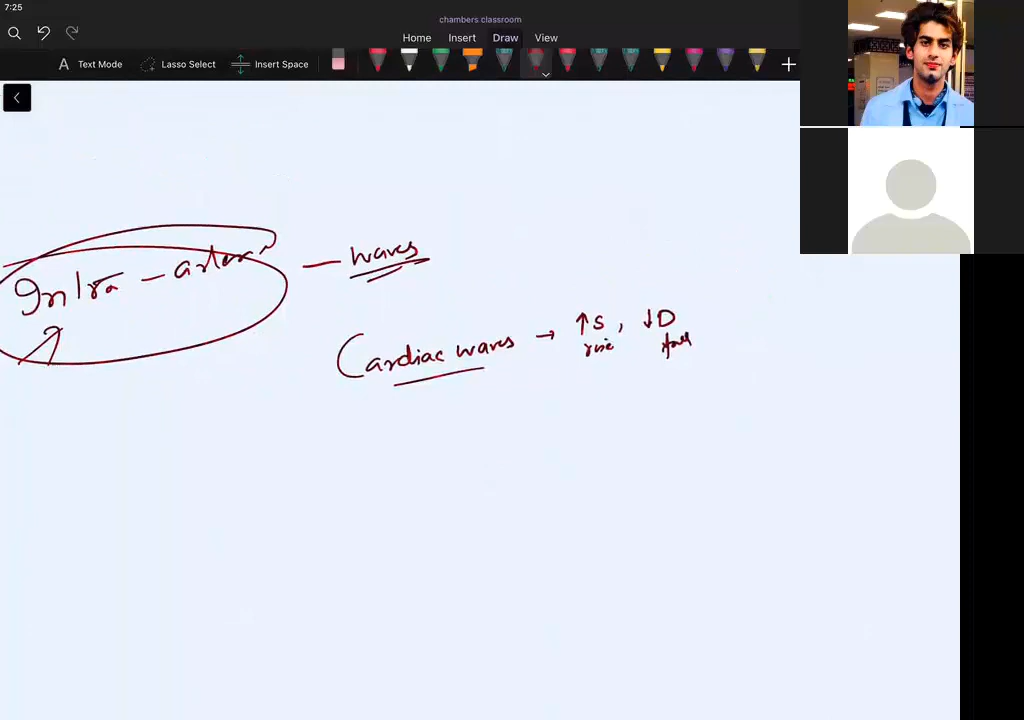 7:25
chambers classroom
Home Insert Draw View
A Text Mode Lasso Select Insert Space
Intra - – waves
Cardiac waves → ↑S, ↓D
rise fall